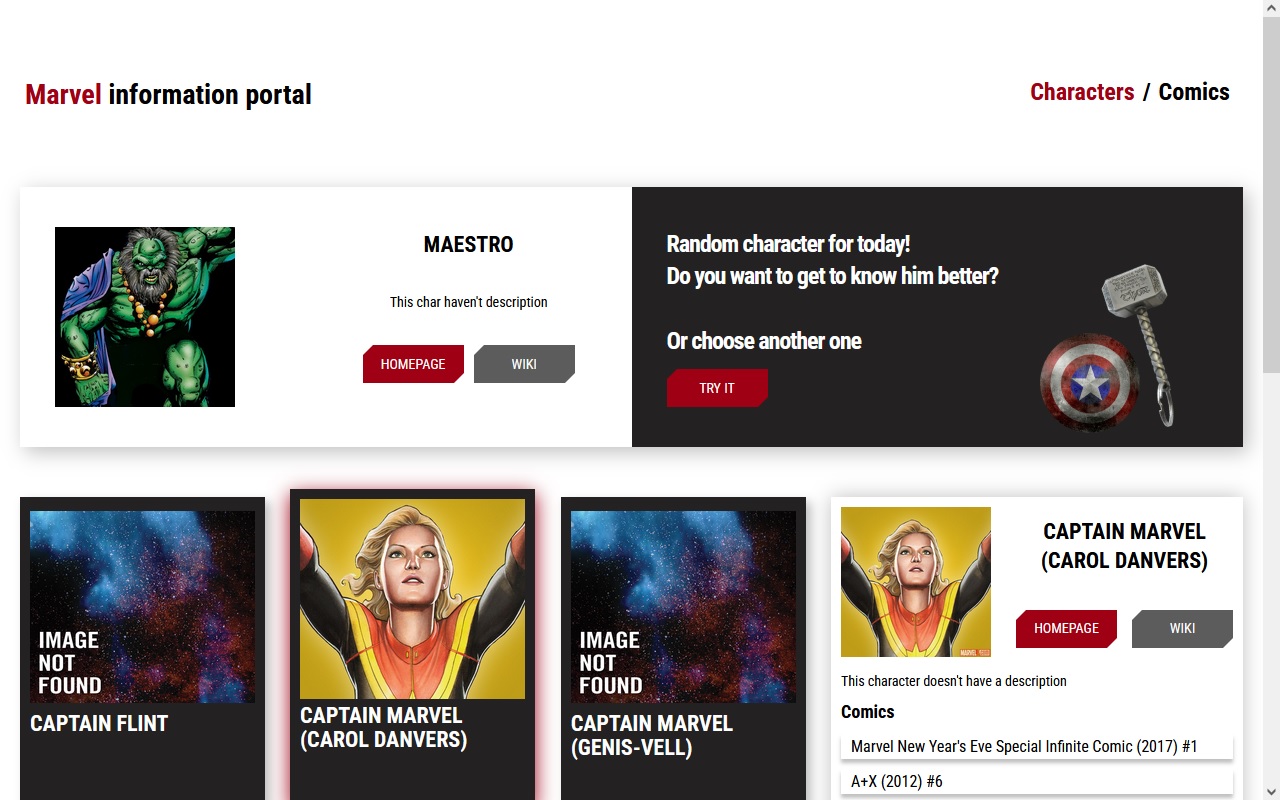 Marvel information portal
Characters / Comics
MAESTRO
This char haven't description
HOMEPAGE
WIKI
Random character for today!
Do you want to get to know him better?
Or choose another one
TRY IT
IMAGE
NOT
FOUND
CAPTAIN FLINT
CAPTAIN MARVEL
(CAROL DANVERS)
IMAGE
NOT
FOUND
CAPTAIN MARVEL
(GENIS-VELL)
CAPTAIN MARVEL
(CAROL DANVERS)
HOMEPAGE
WIKI
This character doesn't have a description
Comics
Marvel New Year's Eve Special Infinite Comic (2017) #1
A+X (2012) #6